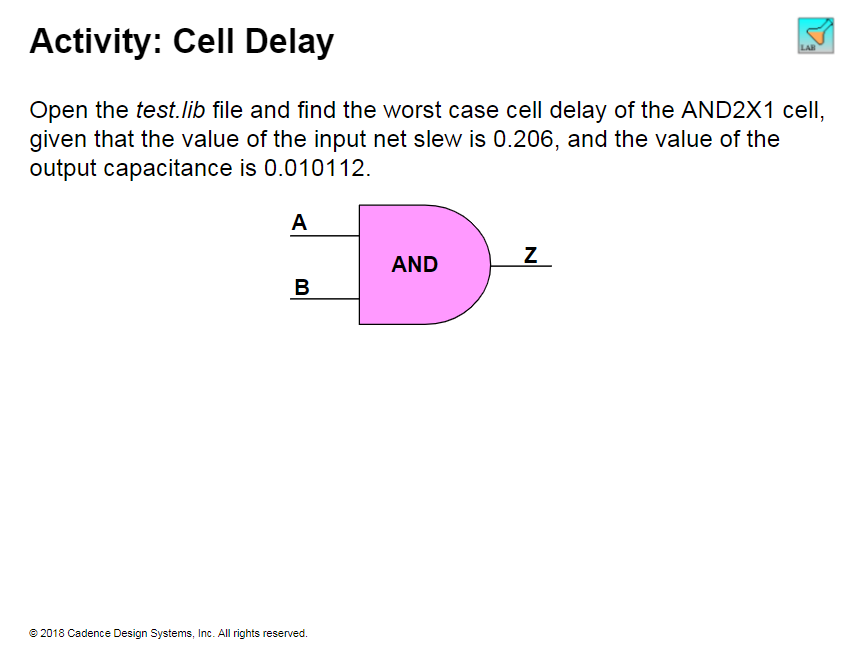 Activity: Cell Delay
LAB
Open the test.lib file and find the worst case cell delay of the AND2X1 cell,
given that the value of the input net slew is 0.206, and the value of the
output capacitance is 0.010112.
A
AND
Z
B
© 2018 Cadence Design Systems, Inc. All rights reserved.